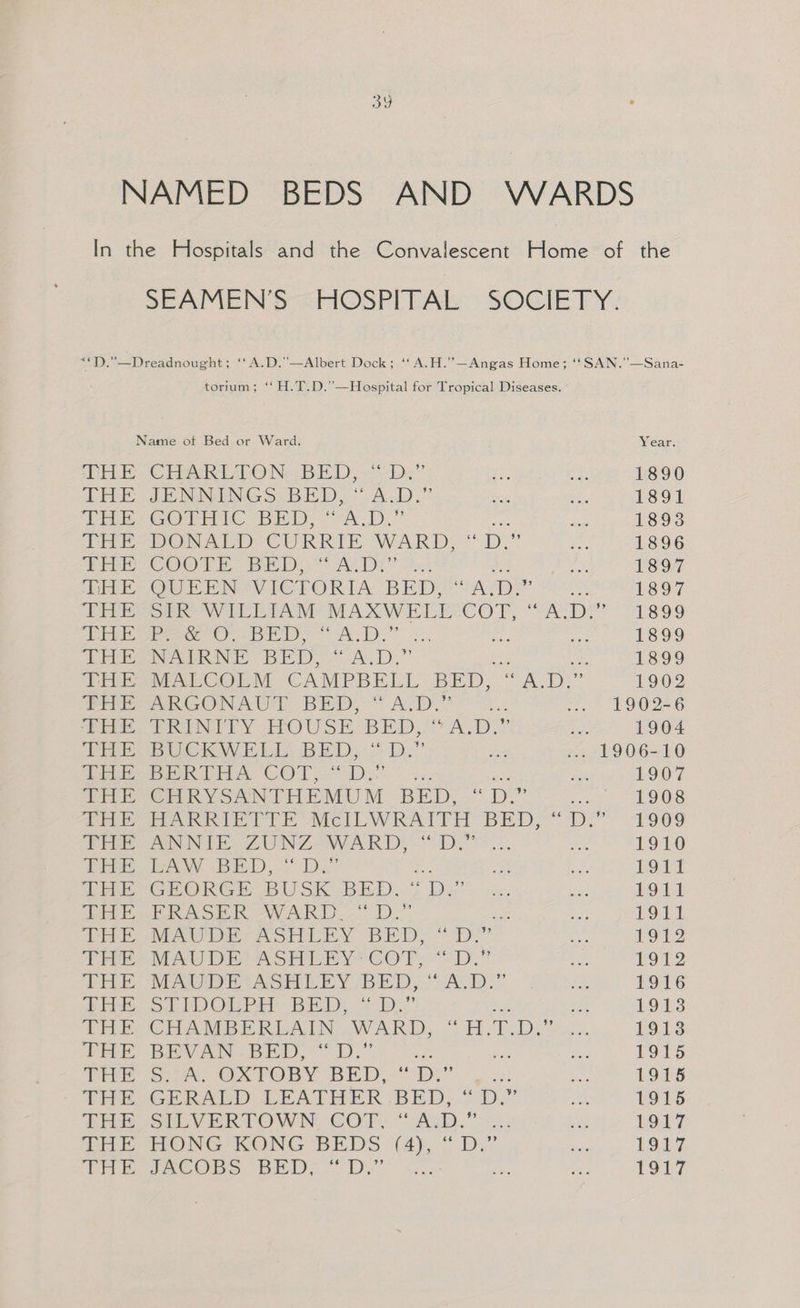 39
NAMED BEDS AND WARDS
In the Hospitals and the Convalescent Home of the
SEAMEN'S HOSPITAL SOCIETY.
“D.”—Dreadnought; “A.D.”—Albert Dock; “A.H.”—Angas Home; “SAN.”—Sana-
torium; “H.T.D.”—Hospital for Tropical Diseases.
Name of Bed or Ward. Year.
THE CHARLTON BED, “D.” ... ... 1890
THE JENNINGS BED, “A.D.” ... ... 1891
THE GOTHIC BED, “A.D.” ... ... 1893
THE DONALD CURRIE WARD, “D.” ... 1896
THE COOTE BED, “A.D.” ... ... ... 1897
THE QUEEN VICTORIA BED, “A.D.” ... 1897
THE SIR WILLIAM MAXWELL COT, “A.D.” 1899
THE P. & O. BED, “A.D.” ... ... ... 1899
THE NAIRNE BED, “A.D.” ... ... 1899
THE MALCOLM CAMPBELL BED, “A.D.” 1902
THE ARGONAUT BED, “A.D.” ... ... 1902-6
THE TRINITY HOUSE BED, “A.D.” ... 1904
THE BUCKWELL BED, “D.” ... ... 1906-10
THE BERTHA COT, “D.” ... ... ... 1907
THE CHRYSANTHEMUM BED, “D.” ... 1908
THE HARRIETTE McILWRAITH BED, “D.” 1909
THE ANNIE ZUNZ WARD, “D.” ... ... 1910
THE LAW BED, “D.” ... ... ... 1911
THE GEORGE BUSK BED, “D.” ... ... 1911
THE FRASER WARD, “D.” ... ... 1911
THE MAUDE ASHLEY BED, “D.” ... 1912
THE MAUDE ASHLEY COT, “D.” ... 1912
THE MAUDE ASHLEY BED, “A.D.” ... 1916
THE STIDOLPH BED, “D.” ... ... 1913
THE CHAMBERLAIN WARD, “H.T.D.” ... 1913
THE BEVAN BED, “D.” ... ... ... 1915
THE S. A. OXTOBY BED, “D.” ... ... 1915
THE GERALD LEATHER BED, “D.” ... 1915
THE SILVERTOWN COT, “A.D.” ... ... 1917
THE HONG KONG BEDS (4), “D.” ... 1917
THE JACOBS BED, “D.” ... ... ... 1917